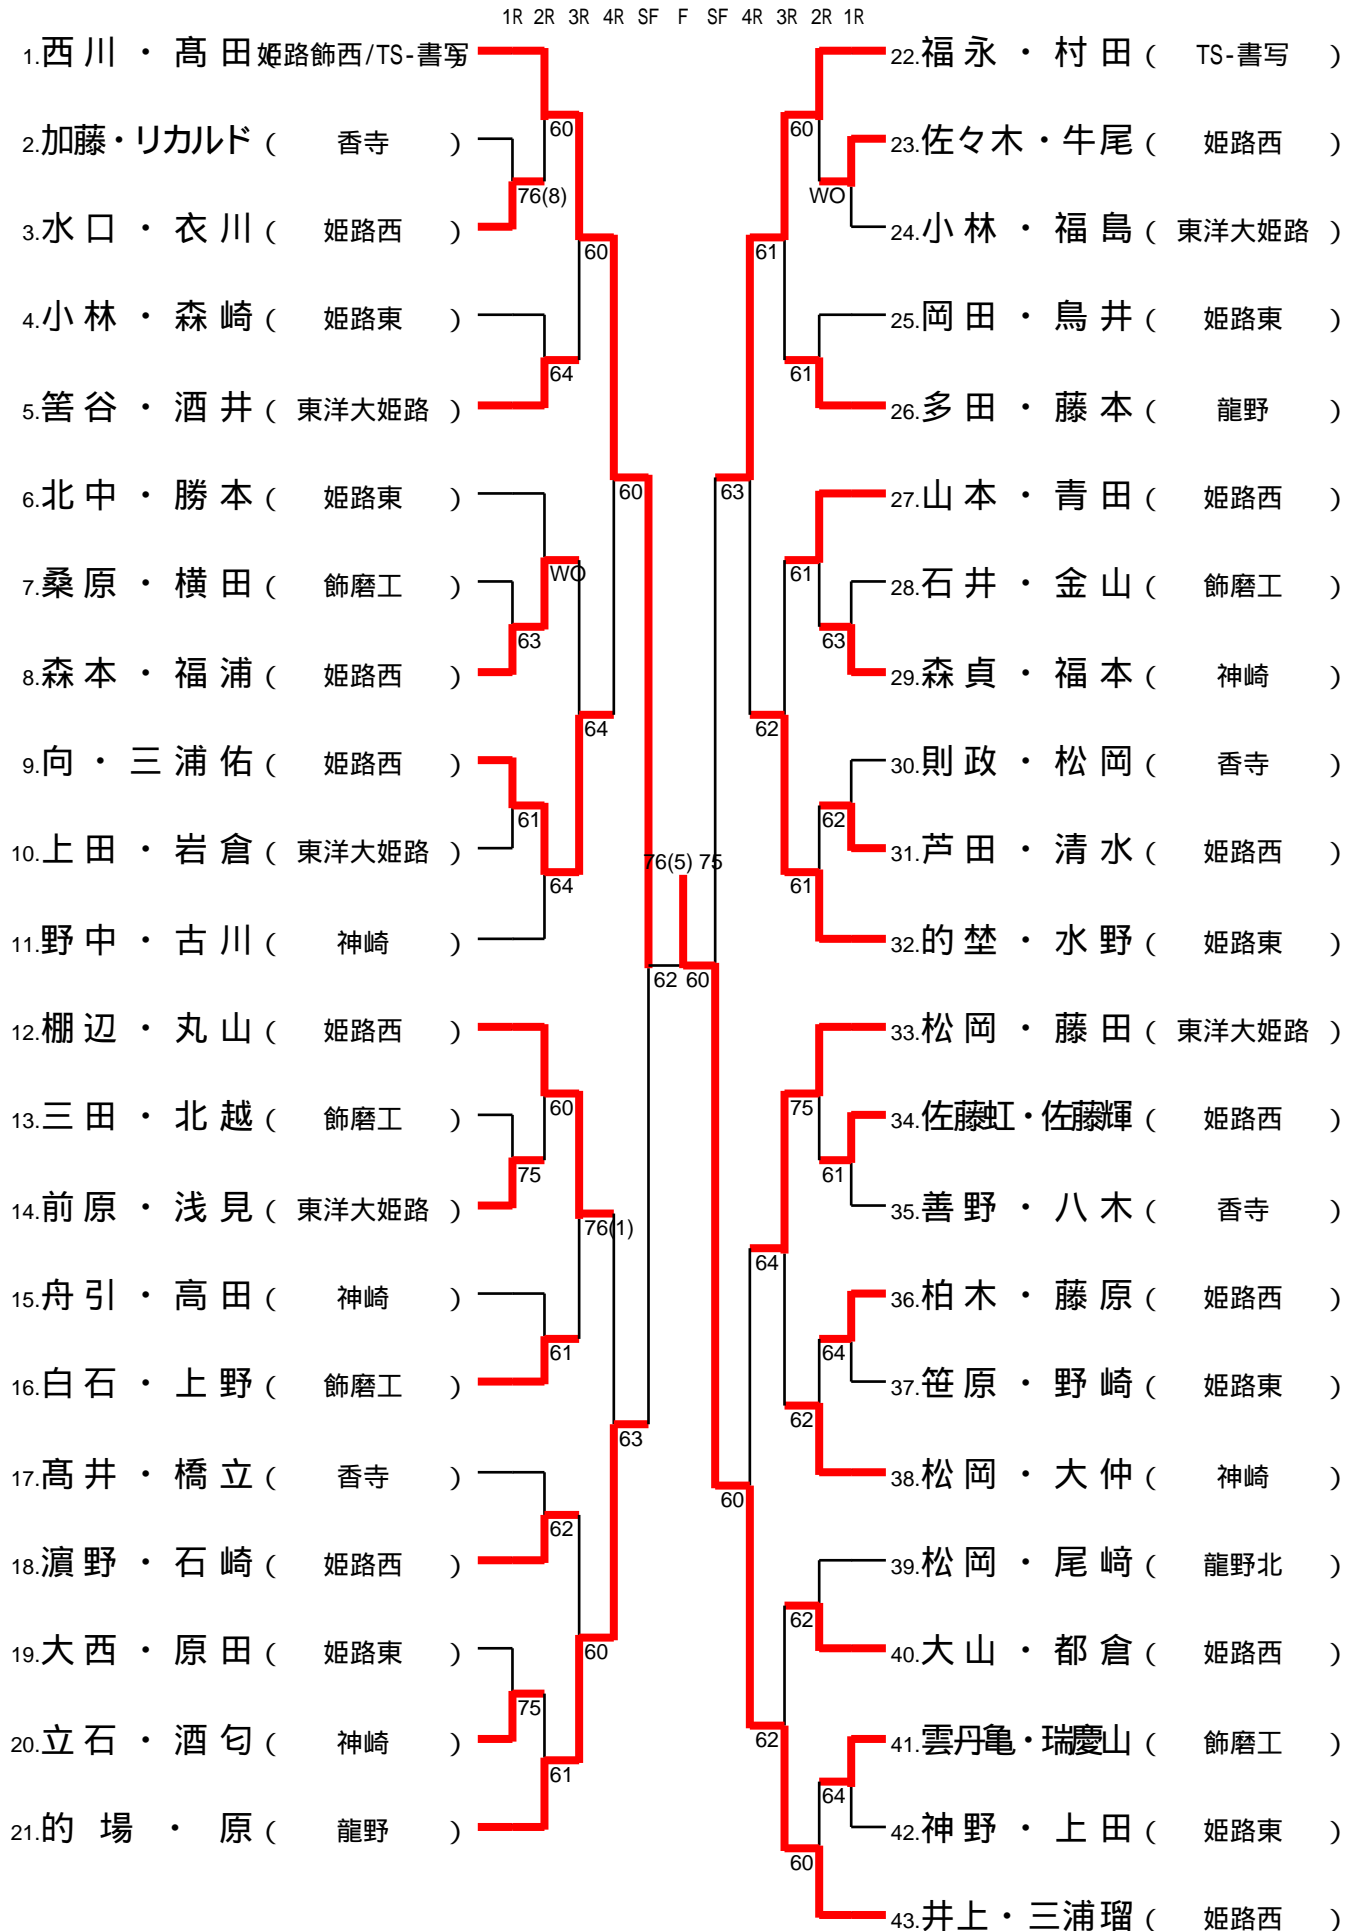 1R 2R 3R 4R SF F SF 4R 3R 2R 1R
1.西川・髙田(姫路飾西/TS-書写)
2.加藤・リカルド(香寺)
3.水口・衣川(姫路西)
4.小林・森崎(姫路東)
5.筈谷・酒井(東洋大姫路)
6.北中・勝本(姫路東)
7.桑原・横田(飾磨工)
8.森本・福浦(姫路西)
9.向・三浦佑(姫路西)
10.上田・岩倉(東洋大姫路)
11.野中・古川(神崎)
12.棚辺・丸山(姫路西)
13.三田・北越(飾磨工)
14.前原・浅見(東洋大姫路)
15.舟引・高田(神崎)
16.白石・上野(飾磨工)
17.髙井・橋立(香寺)
18.濵野・石崎(姫路西)
19.大西・原田(姫路東)
20.立石・酒匂(神崎)
21.的場・原(龍野)
60
76(8)
64
WO
63
61
64
60
75
61
62
75
61
60
64
76(1)
60
60
63
62
76(5) 75
60
63
60
61
62
64
62
60
61
61
61
75
62
62
60
WO
63
62
61
64
64
22.福永・村田(TS-書写)
23.佐々木・牛尾(姫路西)
24.小林・福島(東洋大姫路)
25.岡田・鳥井(姫路東)
26.多田・藤本(龍野)
27.山本・青田(姫路西)
28.石井・金山(飾磨工)
29.森貞・福本(神崎)
30.則政・松岡(香寺)
31.芦田・清水(姫路西)
32.的埜・水野(姫路東)
33.松岡・藤田(東洋大姫路)
34.佐藤虹・佐藤輝(姫路西)
35.善野・八木(香寺)
36.柏木・藤原(姫路西)
37.笹原・野崎(姫路東)
38.松岡・大仲(神崎)
39.松岡・尾﨑(龍野北)
40.大山・都倉(姫路西)
41.雲丹亀・瑞慶山(飾磨工)
42.神野・上田(姫路東)
43.井上・三浦瑠(姫路西)